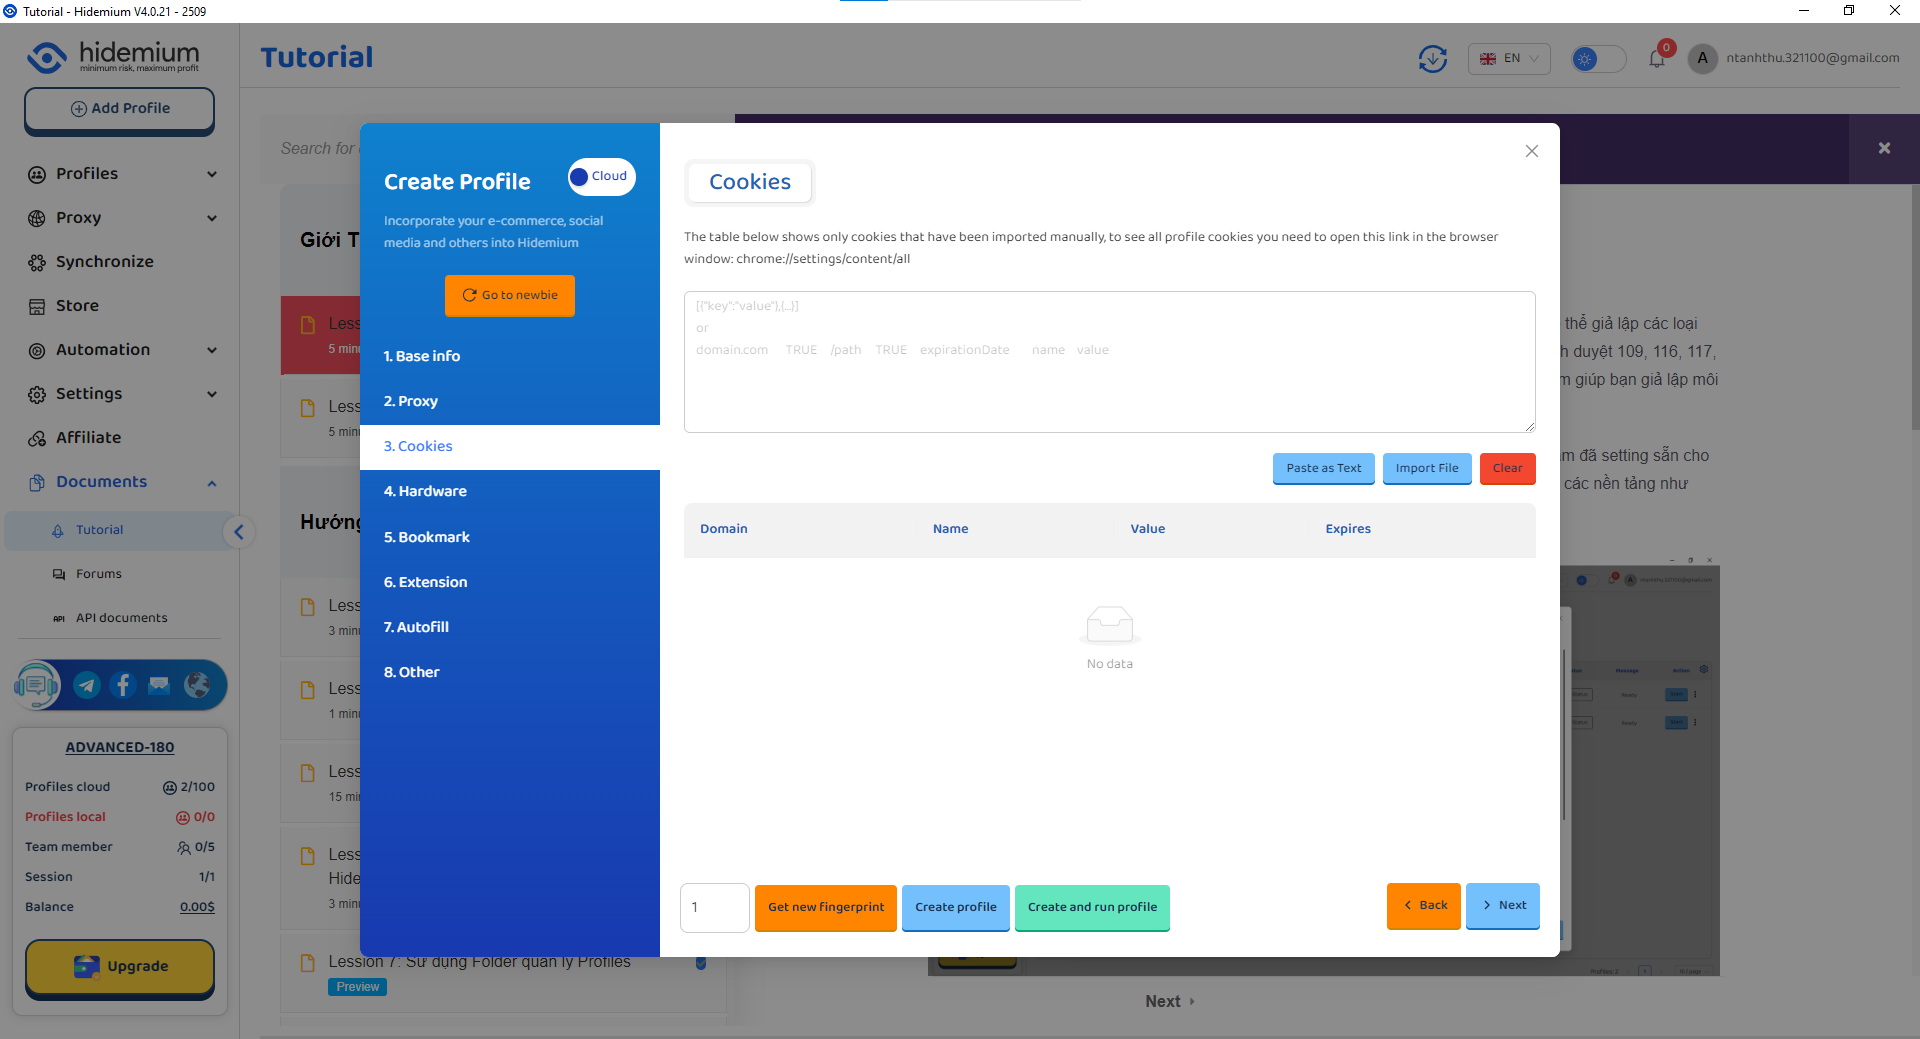 Tutorial - Hidemium V4.0.21 - 2509
hidemium
minimum risk, maximum profit
Add Profile
Profiles
Proxy
Synchronize
Store
Automation
Settings
Affiliate
Documents
Tutorial
Forums
API documents
ADVANCED-180
Profiles cloud 2/100
Profiles local 0/0
Team member 0/5
Session 1/1
Balance 0.00$
Upgrade
Tutorial
EN
0
A
ntanhthu.321100@gmail.com
Search for
Giới T
Less
5 min
Less
5 min
Hướng
Less
3 min
Less
1 min
Less
15 min
Less
Hide
3 min
Lession 7: Sử dụng Folder quản lý Profiles
Preview
Create Profile
Cloud
Incorporate your e-commerce, social
media and others into Hidemium
Go to newbie
1. Base info
2. Proxy
3. Cookies
4. Hardware
5. Bookmark
6. Extension
7. Autofill
8. Other
Cookies
The table below shows only cookies that have been imported manually, to see all profile cookies you need to open this link in the browser
window: chrome://settings/content/all
[{"key":"value"},{...}]
or
domain.com TRUE /path TRUE expirationDate name value
Paste as Text
Import File
Clear
Domain Name Value Expires
No data
1
Get new fingerprint
Create profile
Create and run profile
Back
Next
thể giả lập các loại
h duyệt 109, 116, 117,
m giúp bạn giả lập môi
m đã setting sẵn cho
các nền tảng như
Next